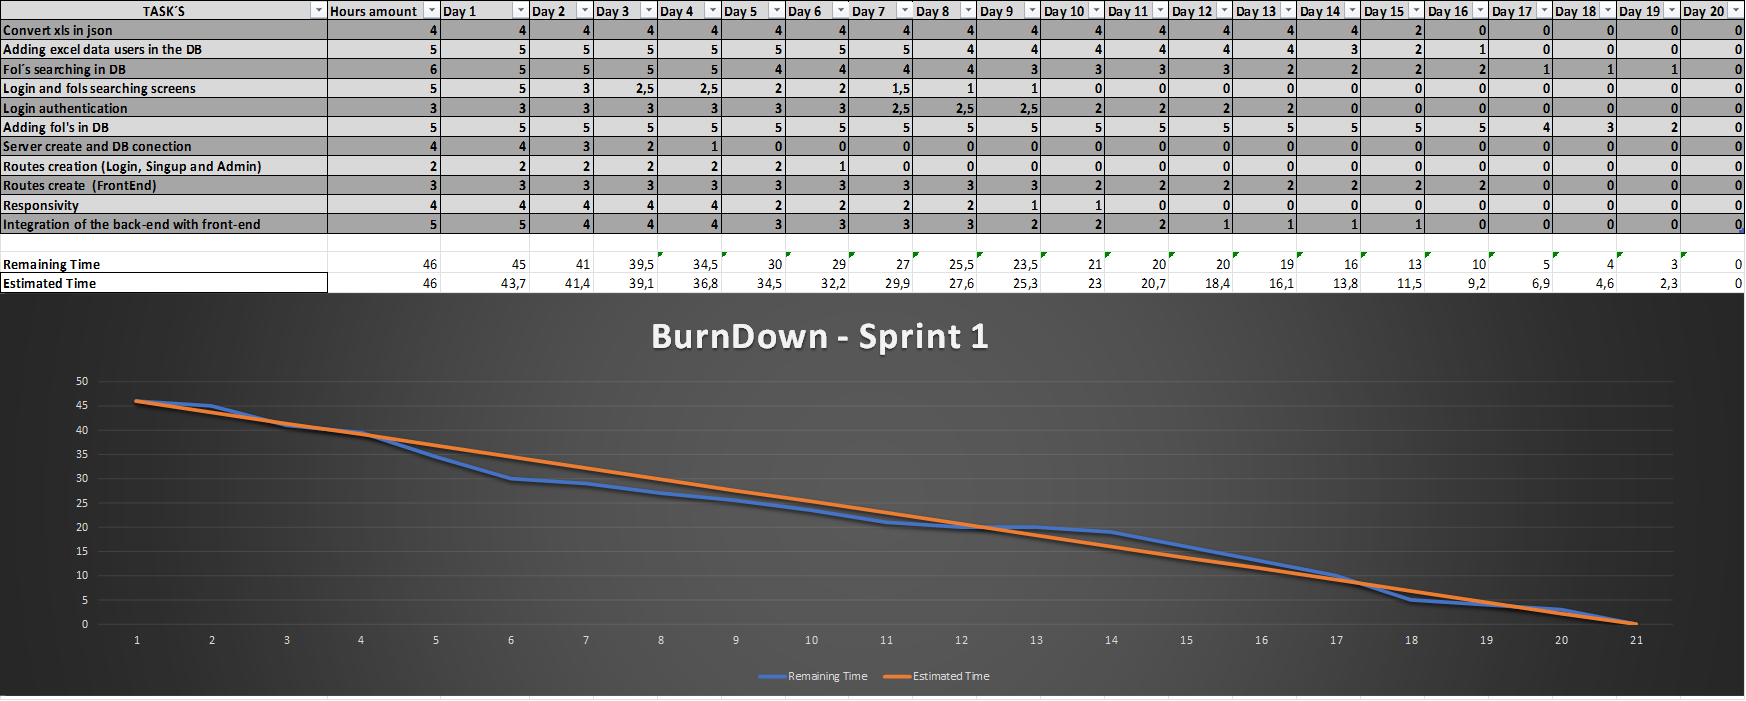 TASK´S Hours amount Day 1 Day 2 Day 3 Day 4 Day 5 Day 6 Day 7 Day 8 Day 9 Day 10 Day 11 Day 12 Day 13 Day 14 Day 15 Day 16 Day 17 Day 18 Day 19 Day 20
Convert xls in json 4 4 4 4 4 4 4 4 4 4 4 4 4 4 4 2 0 0 0 0 0
Adding excel data users in the DB 5 5 5 5 5 5 5 5 4 4 4 4 4 4 3 2 1 0 0 0 0
Fol´s searching in DB 6 5 5 5 5 4 4 4 4 3 3 3 3 2 2 2 2 1 1 1 0
Login and fols searching screens 5 5 3 2,5 2,5 2 2 1,5 1 1 0 0 0 0 0 0 0 0 0 0 0
Login authentication 3 3 3 3 3 3 3 2,5 2,5 2,5 2 2 2 2 0 0 0 0 0 0 0
Adding fol's in DB 5 5 5 5 5 5 5 5 5 5 5 5 5 5 5 5 5 4 3 2 0
Server create and DB conection 4 4 3 2 1 0 0 0 0 0 0 0 0 0 0 0 0 0 0 0 0
Routes creation (Login, Singup and Admin) 2 2 2 2 2 2 1 0 0 0 0 0 0 0 0 0 0 0 0 0 0
Routes create (FrontEnd) 3 3 3 3 3 3 3 3 3 3 2 2 2 2 2 2 2 0 0 0 0
Responsivity 4 4 4 4 4 2 2 2 2 1 1 0 0 0 0 0 0 0 0 0 0
Integration of the back-end with front-end 5 5 4 4 4 3 3 3 3 2 2 2 1 1 1 1 0 0 0 0 0
Remaining Time 46 45 41 39,5 34,5 30 29 27 25,5 23,5 21 20 20 19 16 13 10 5 4 3 0
Estimated Time 46 43,7 41,4 39,1 36,8 34,5 32,2 29,9 27,6 25,3 23 20,7 18,4 16,1 13,8 11,5 9,2 6,9 4,6 2,3 0
BurnDown - Sprint 1
50
45
40
35
30
25
20
15
10
5
0
1 2 3 4 5 6 7 8 9 10 11 12 13 14 15 16 17 18 19 20 21
Remaining Time Estimated Time